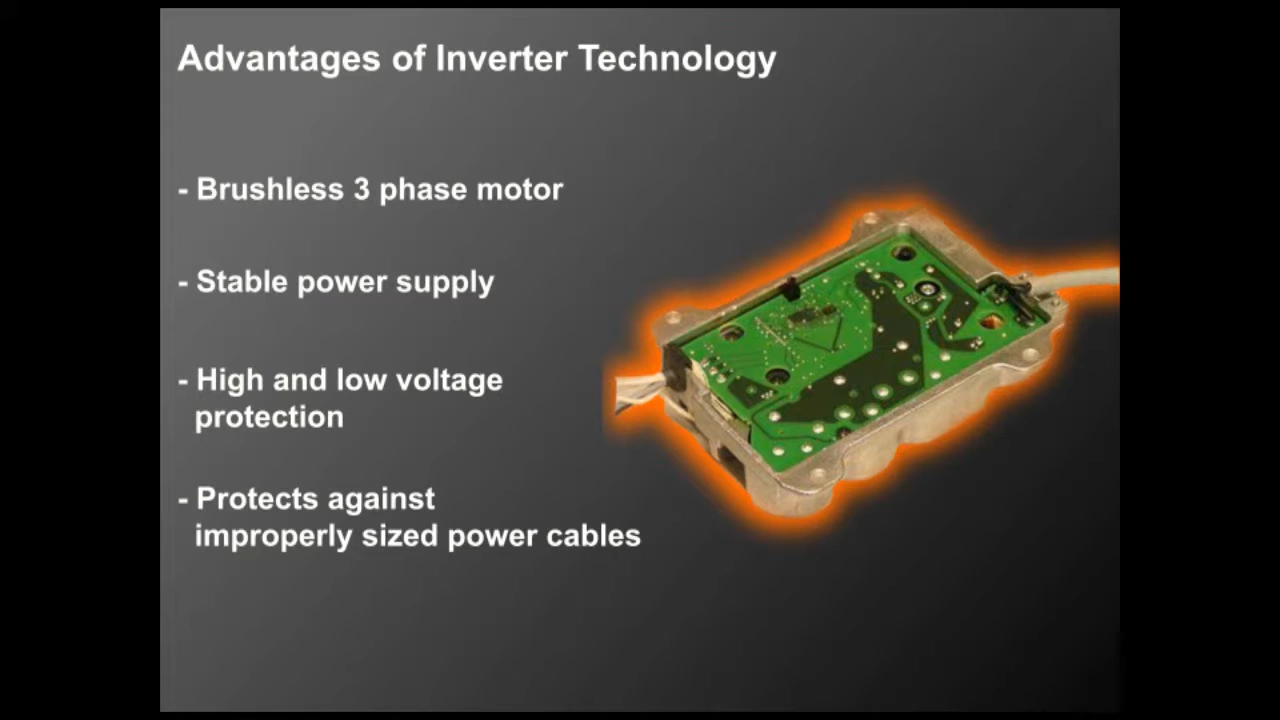 Advantages of Inverter Technology
- Brushless 3 phase motor
- Stable power supply
- High and low voltage
protection
- Protects against
improperly sized power cables